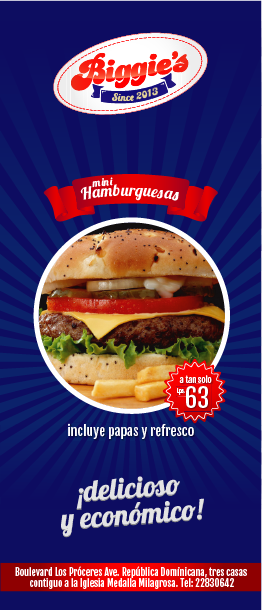 Biggie's
Since 2013
mini
Hamburguesas
a tan solo
Lps. 63
incluye papas y refresco
¡delicioso
y económico!
Boulevard Los Próceres Ave. República Dominicana, tres casas
contiguo a la Iglesia Medalla Milagrosa. Tel: 22830642